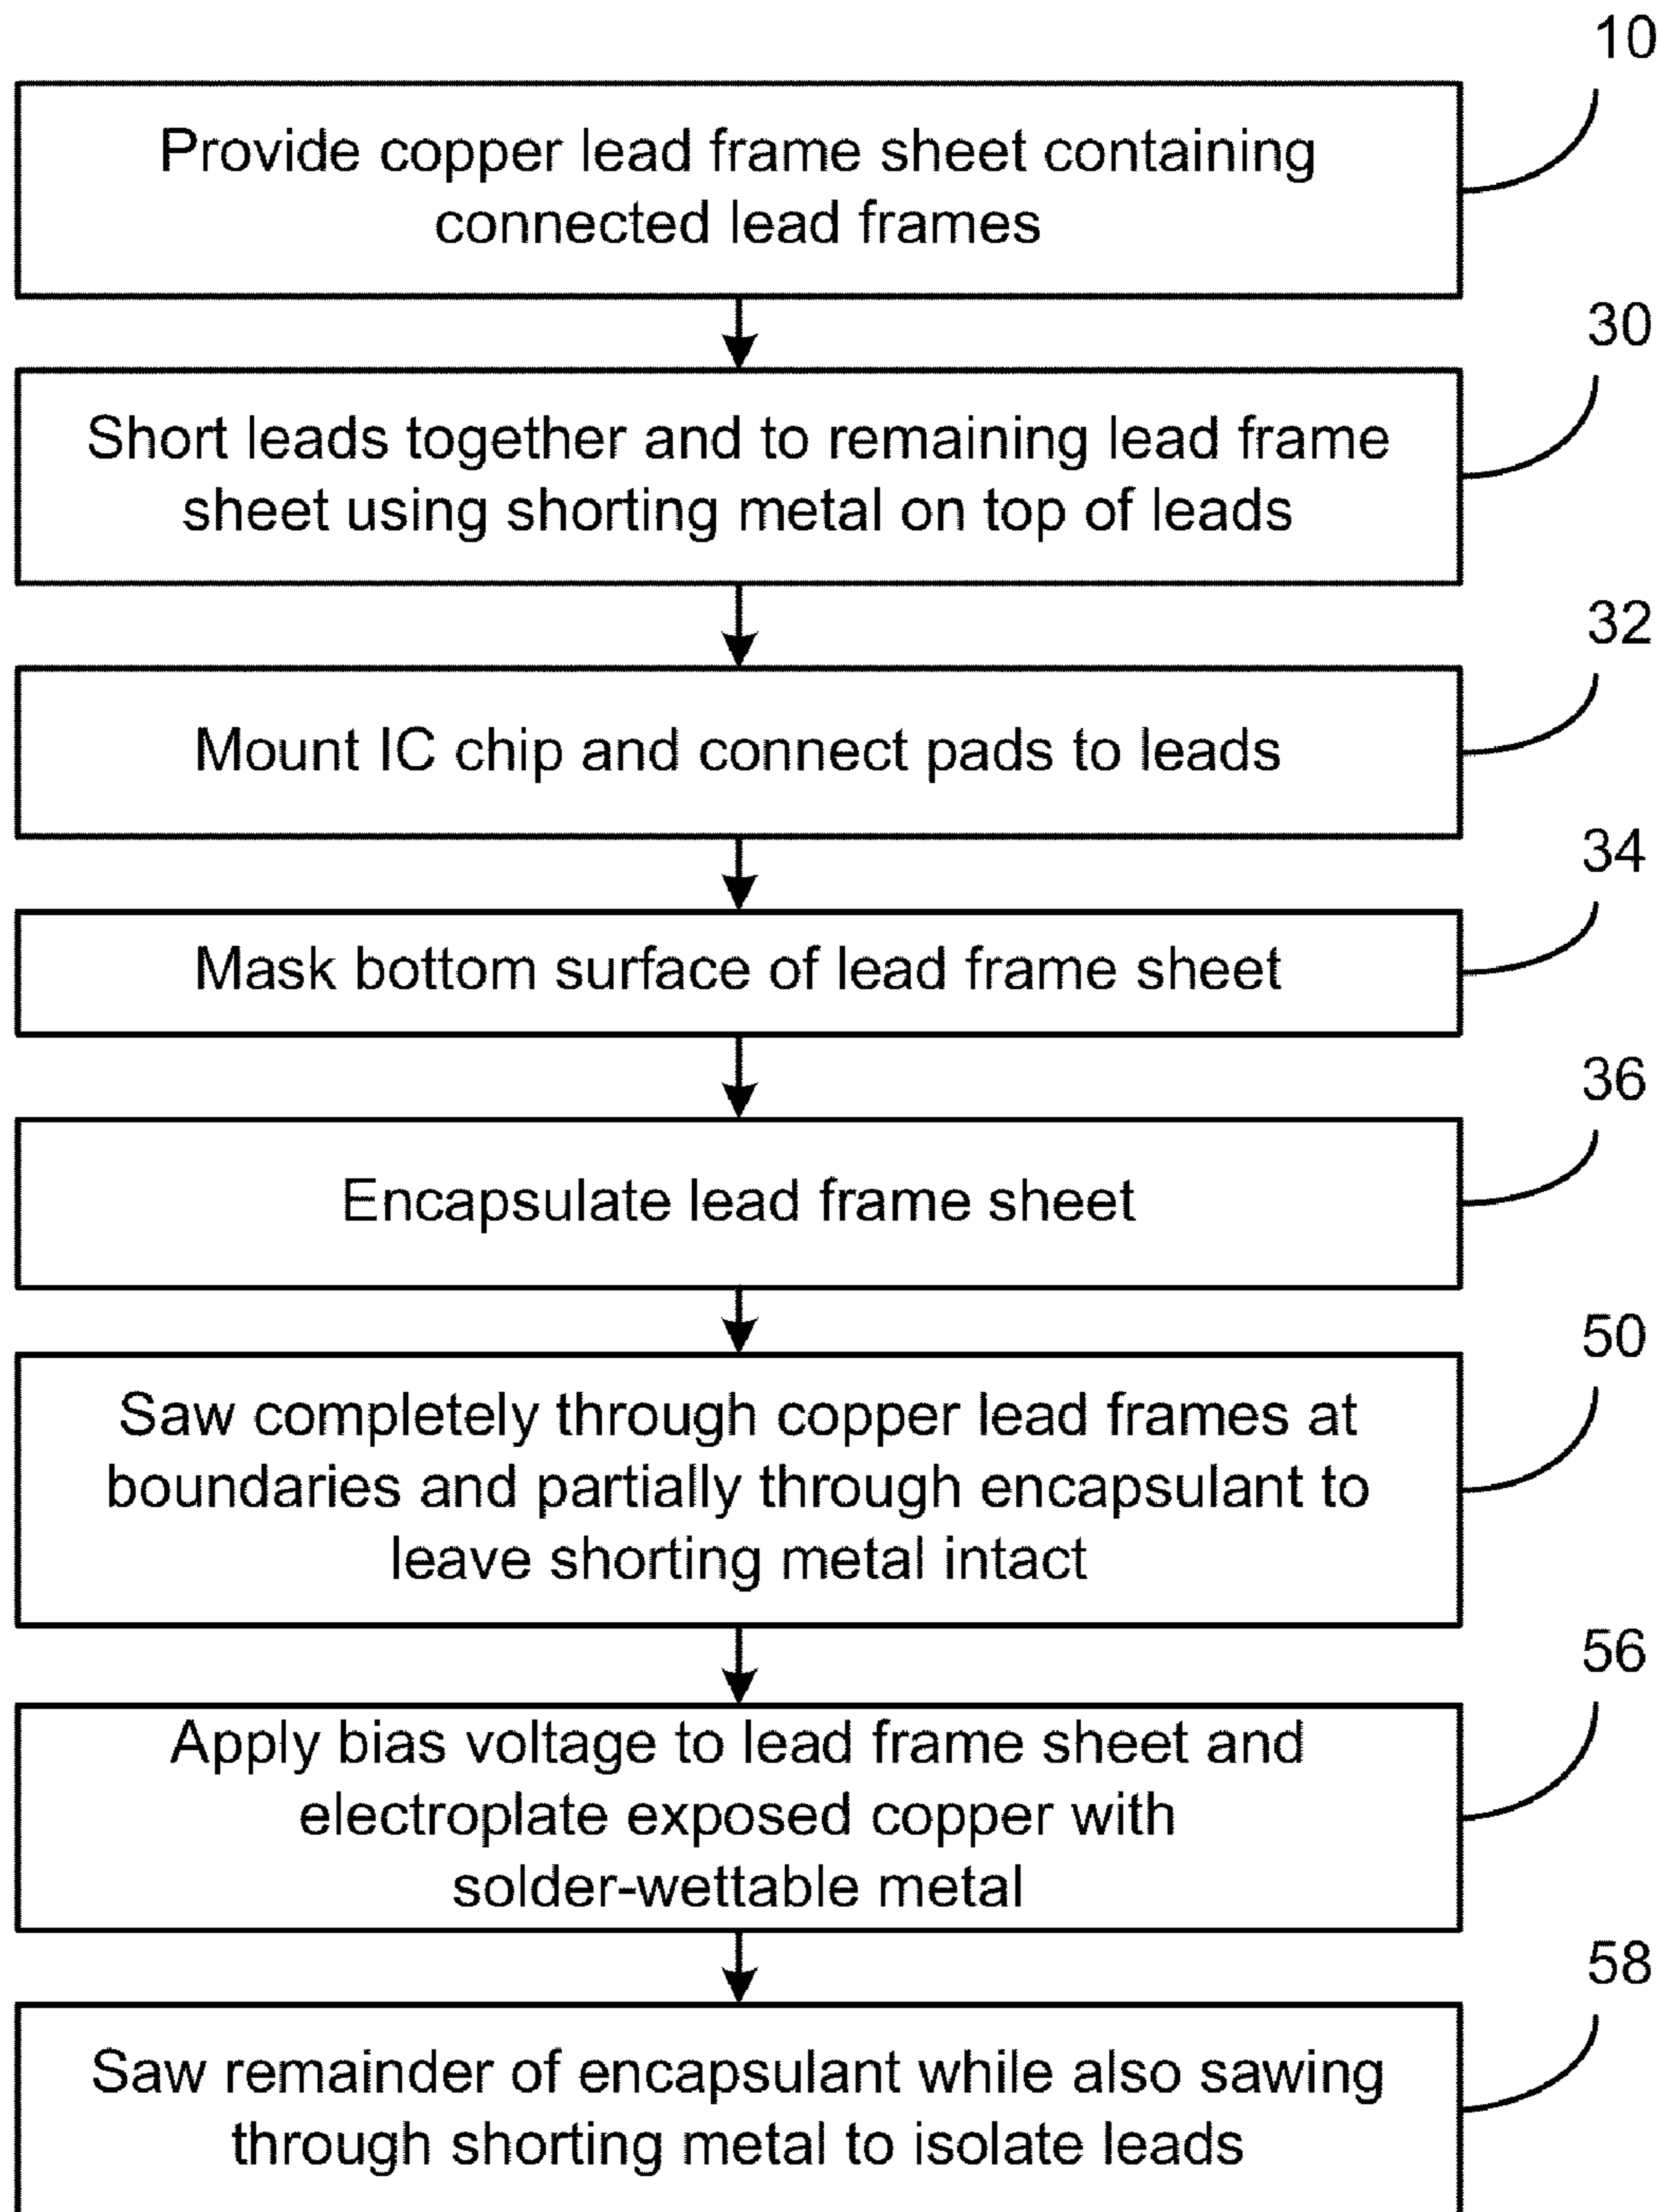 10
Provide copper lead frame sheet containing
connected lead frames
30
Short leads together and to remaining lead frame
sheet using shorting metal on top of leads
32
Mount IC chip and connect pads to leads
34
Mask bottom surface of lead frame sheet
36
Encapsulate lead frame sheet
50
Saw completely through copper lead frames at
boundaries and partially through encapsulant to
leave shorting metal intact
56
Apply bias voltage to lead frame sheet and
electroplate exposed copper with
solder-wettable metal
58
Saw remainder of encapsulant while also sawing
through shorting metal to isolate leads